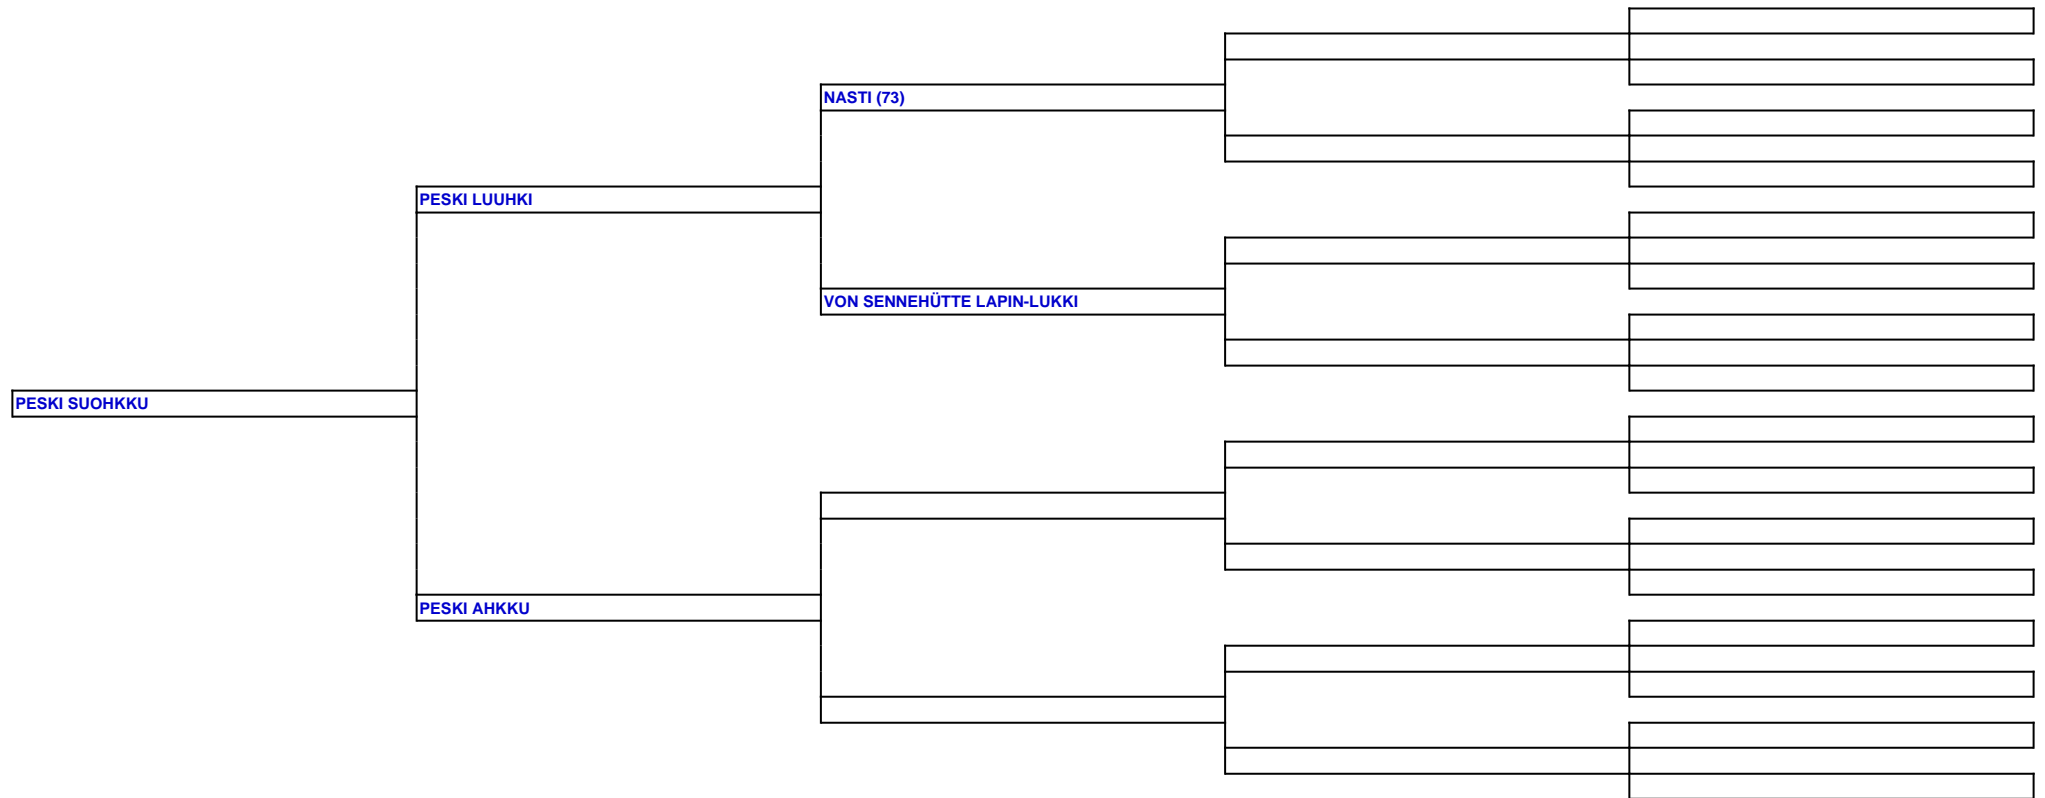 NASTI (73)
PESKI LUUHKI
VON SENNEHÜTTE LAPIN-LUKKI
PESKI SUOHKKU
PESKI AHKKU